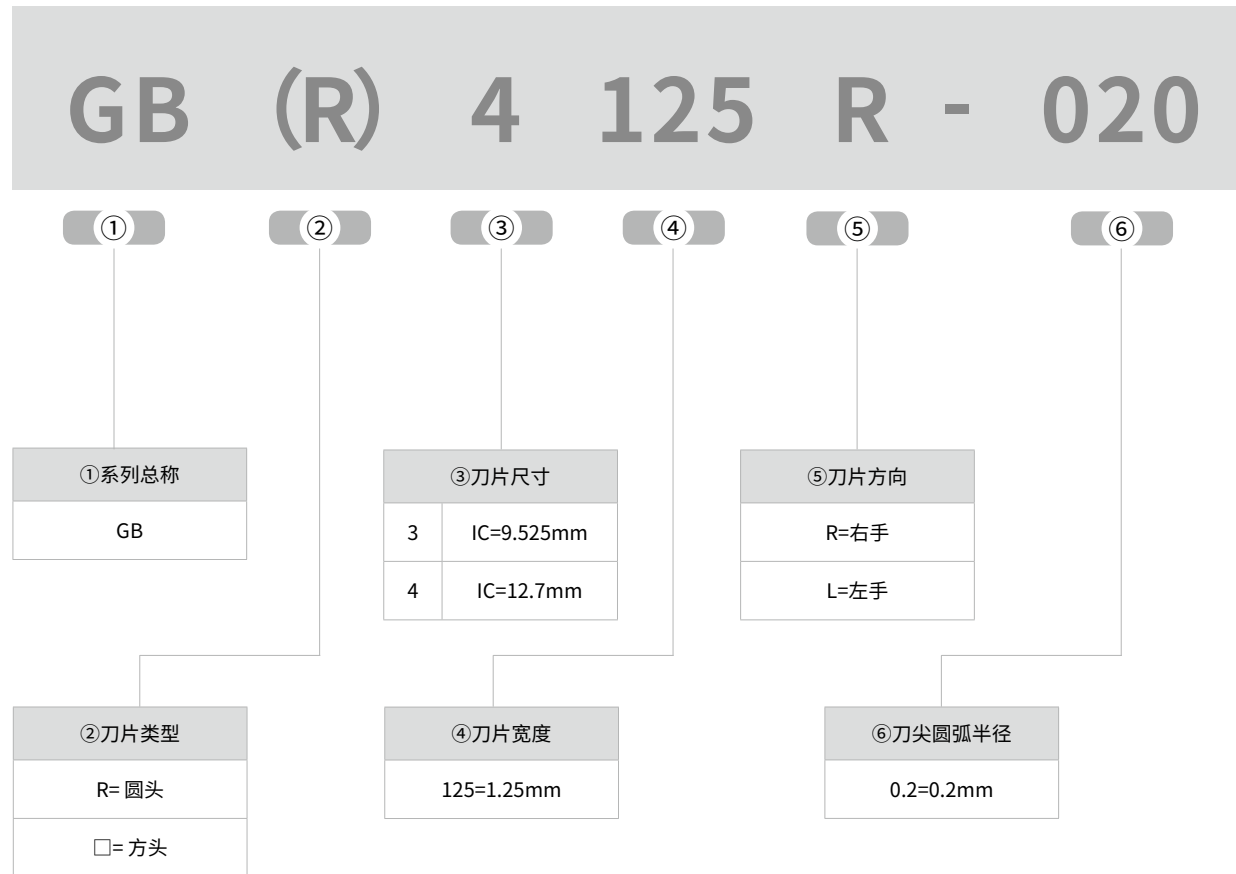 GB (R) 4 125 R - 020
① ② ③ ④ ⑤ ⑥
①系列总称
GB
③刀片尺寸
3 IC=9.525mm
4 IC=12.7mm
⑤刀片方向
R=右手
L=左手
②刀片类型
R= 圆头
□= 方头
④刀片宽度
125=1.25mm
⑥刀尖圆弧半径
0.2=0.2mm